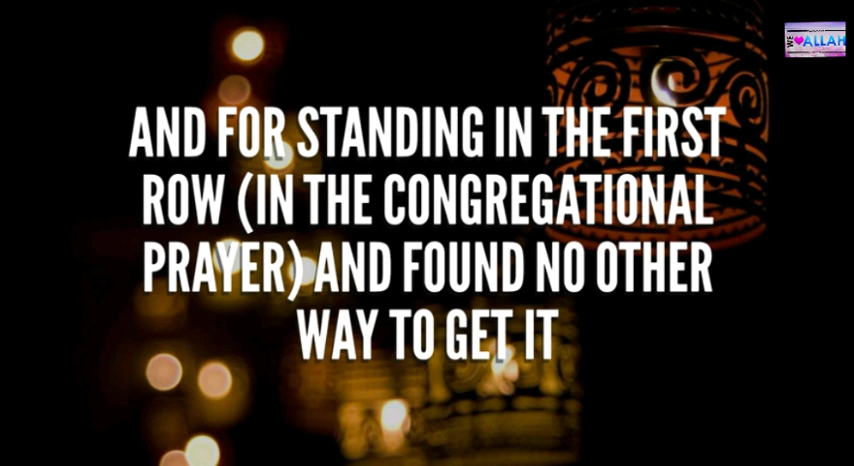 AND FOR STANDING IN THE FIRST
ROW (IN THE CONGREGATIONAL
PRAYER) AND FOUND NO OTHER
WAY TO GET IT
WE ALLAH